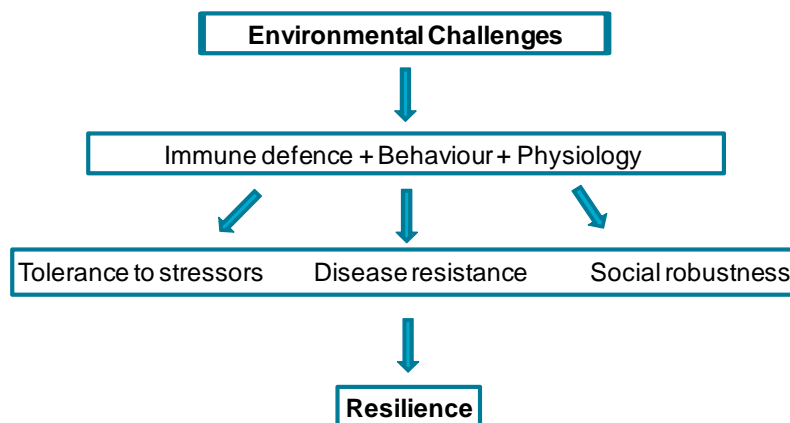 Environmental Challenges
Immune defence + Behaviour + Physiology
Tolerance to stressors Disease resistance Social robustness
Resilience